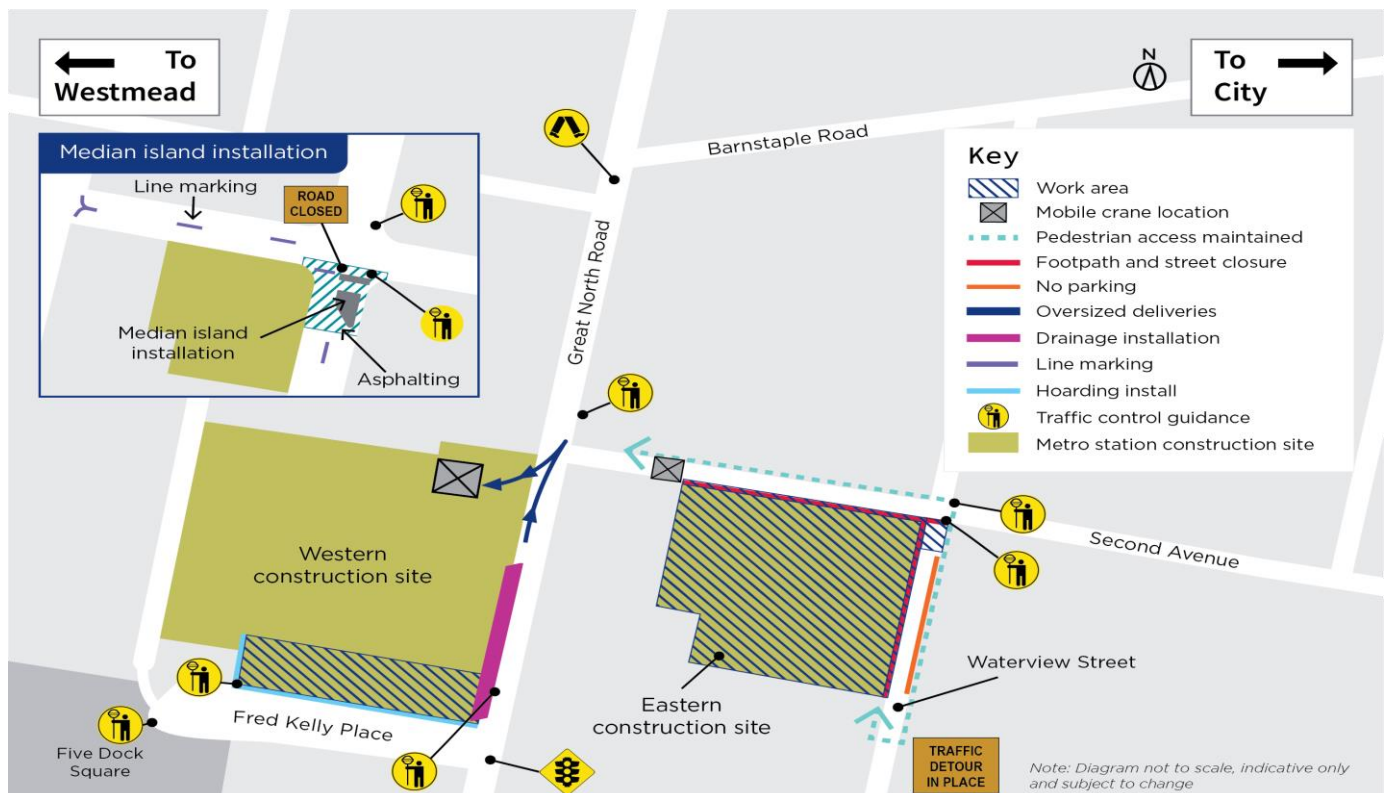 To
Westmead
N
To
City
Median island installation
Line marking
ROAD
CLOSED
Median island
installation
Asphalting
Great North Road
Barnstaple Road
Key
Work area
Mobile crane location
Pedestrian access maintained
Footpath and street closure
No parking
Oversized deliveries
Drainage installation
Line marking
Hoarding install
Traffic control guidance
Metro station construction site
Western
construction site
Second Avenue
Waterview Street
Eastern
construction site
Fred Kelly Place
Five Dock
Square
TRAFFIC
DETOUR
IN PLACE
Note: Diagram not to scale, indicative only
and subject to change